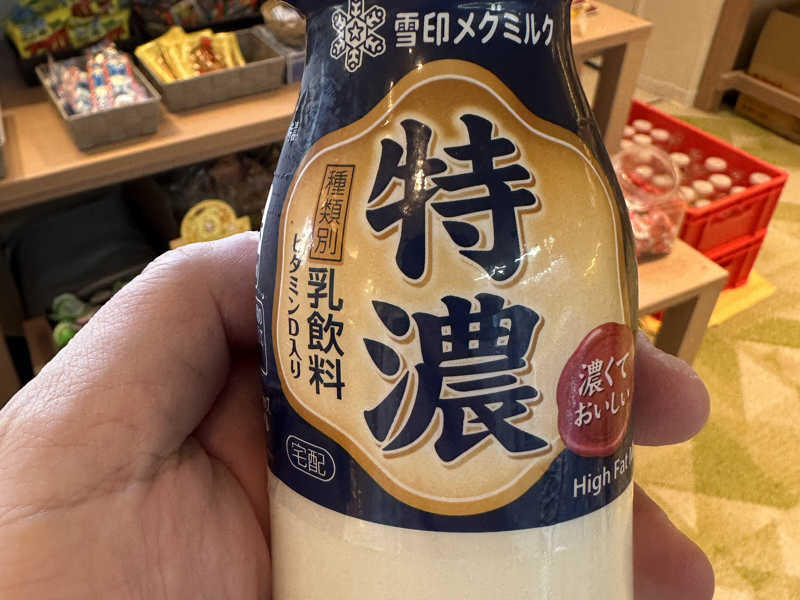 雪印メグミルク
特濃
種類別
乳飲料
ビタミンD入り
濃くて
おいしい
宅配
High Fat